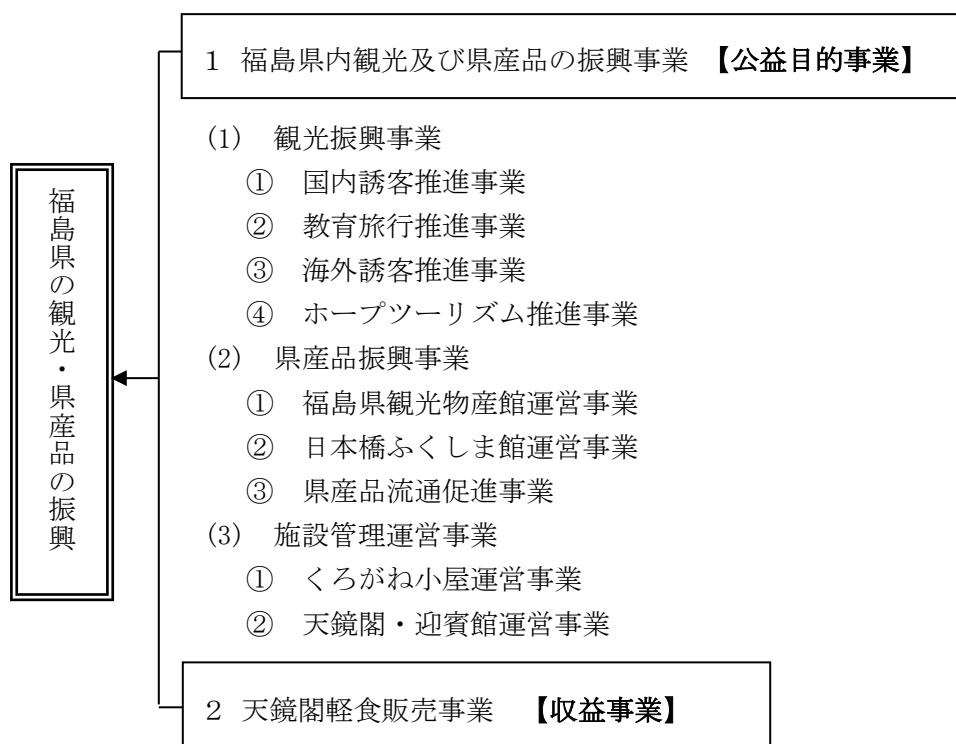 1 福島県内観光及び県産品の振興事業 【公益目的事業】
(1) 観光振興事業
① 国内誘客推進事業
② 教育旅行推進事業
③ 海外誘客推進事業
④ ホープツーリズム推進事業
(2) 県産品振興事業
① 福島県観光物産館運営事業
② 日本橋ふくしま館運営事業
③ 県産品流通促進事業
(3) 施設管理運営事業
① くろがね小屋運営事業
② 天鏡閣・迎賓館運営事業
2 天鏡閣軽食販売事業 【収益事業】
福島県の観光・県産品の振興